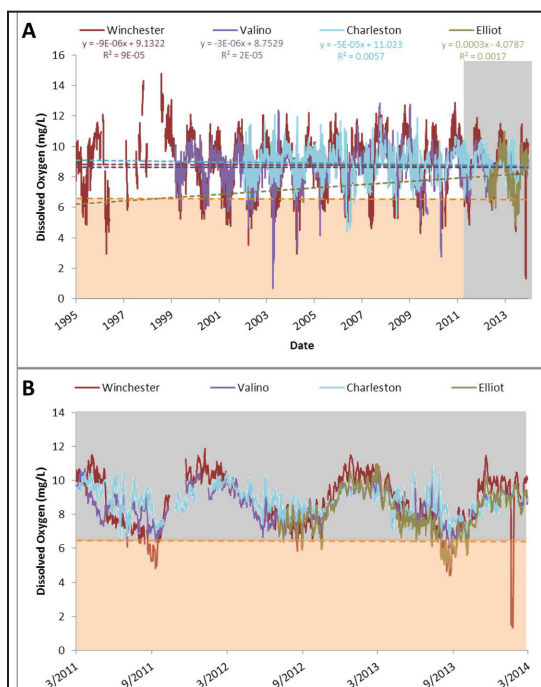 A
Winchester Valino Charleston Elliot
y = -9E-06x + 9.1322 y = -3E-06x + 8.7529 y = -5E-05x + 11.023 y = 0.0003x - 4.0787
R² = 9E-05 R² = 2E-05 R² = 0.0057 R² = 0.0017
Dissolved Oxygen (mg/L)
16
14
12
10
8
6
4
2
0
1995 1997 1999 2001 2003 2005 2007 2009 2011 2013
Date
B
Winchester Valino Charleston Elliot
Dissolved Oxygen (mg/L)
14
12
10
8
6
4
2
0
3/2011 9/2011 3/2012 9/2012 3/2013 9/2013 3/2014